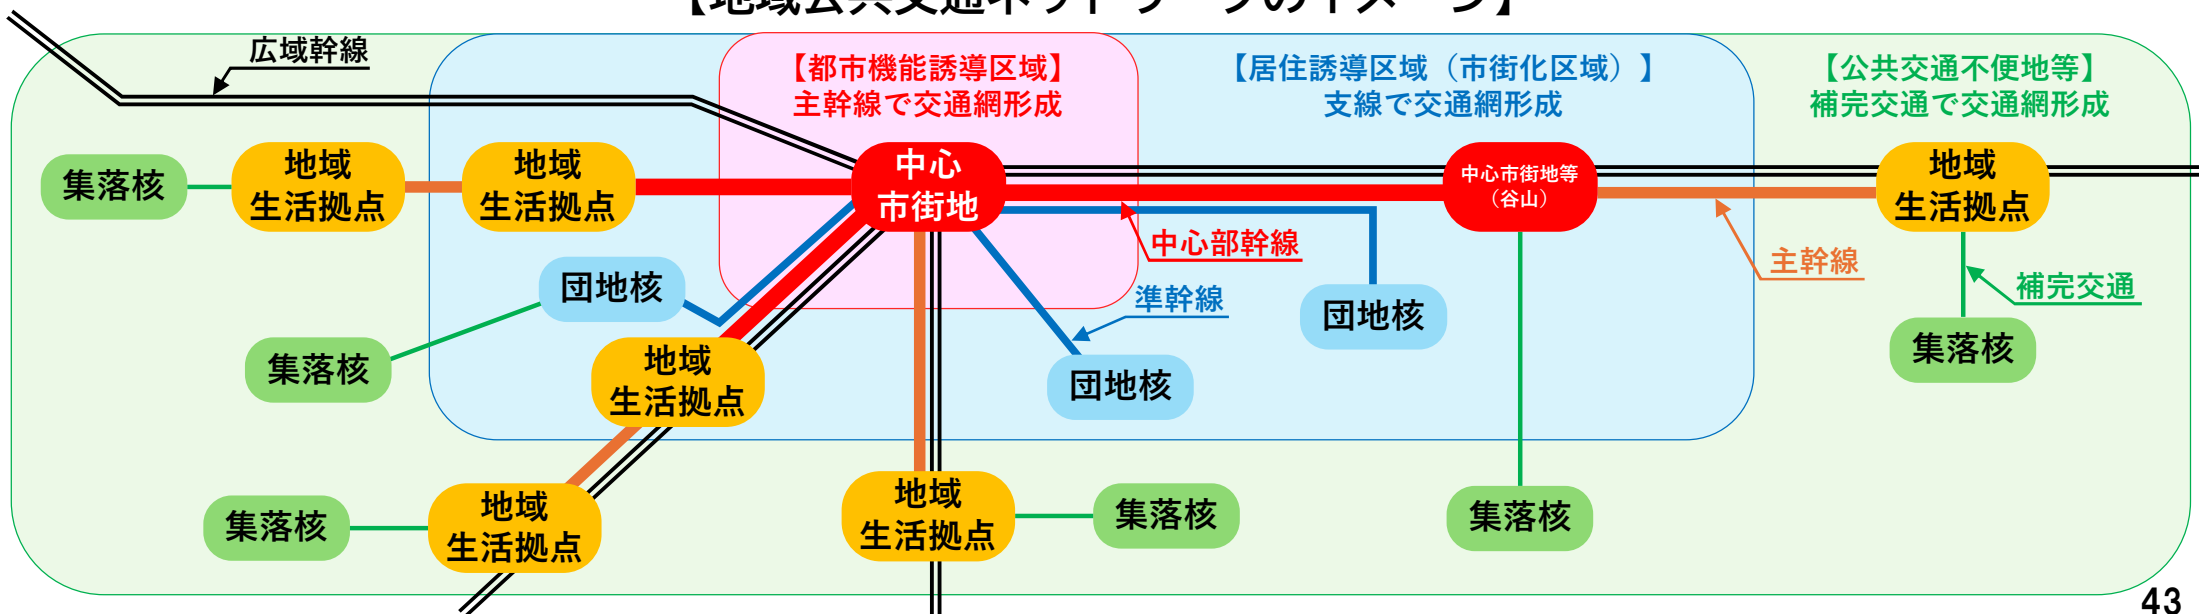 【地域公共交通ネットワークのイメージ】
広域幹線
【都市機能誘導区域】
主幹線で交通網形成
【居住誘導区域（市街化区域）】
支線で交通網形成
【公共交通不便地等】
補完交通で交通網形成
集落核
地域
生活拠点
地域
生活拠点
中心
市街地
中心市街地等
（谷山）
地域
生活拠点
中心部幹線
主幹線
補完交通
団地核
準幹線
団地核
集落核
集落核
地域
生活拠点
団地核
集落核
地域
生活拠点
地域
生活拠点
集落核
集落核
43